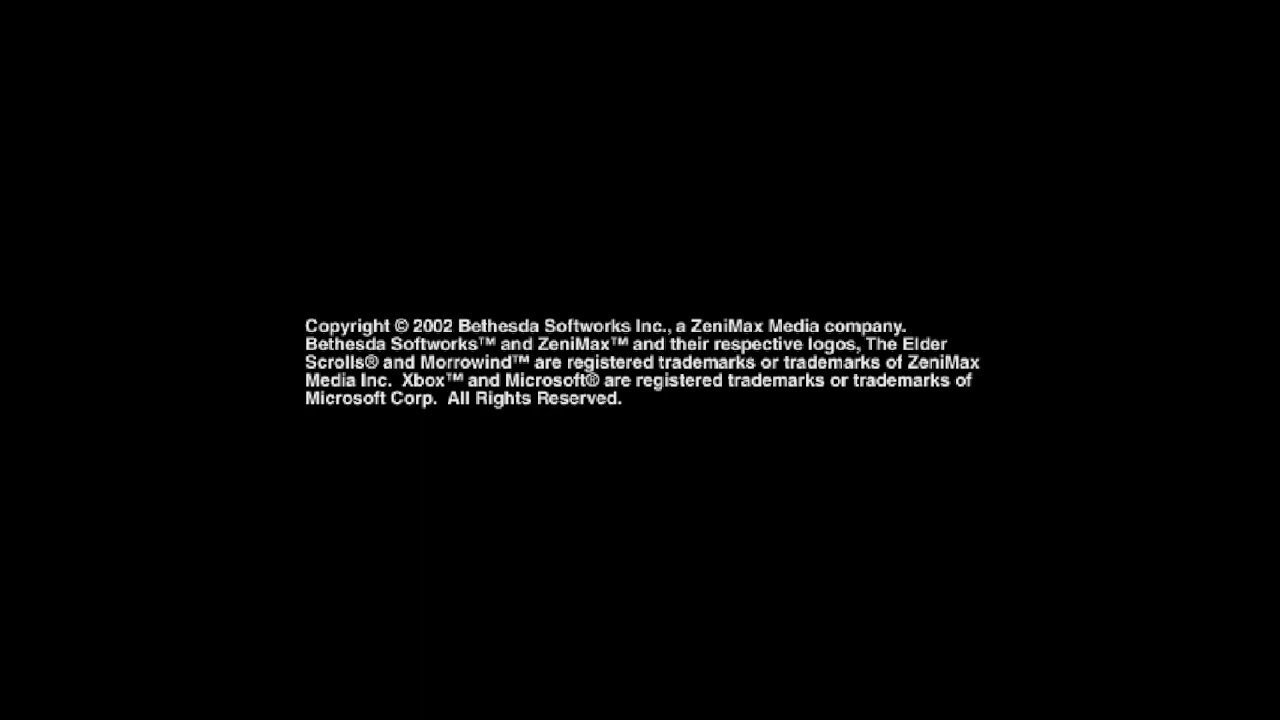 Copyright © 2002 Bethesda Softworks Inc., a ZeniMax Media company.
Bethesda Softworks™ and ZeniMax™ and their respective logos, The Elder
Scrolls® and Morrowind™ are registered trademarks or trademarks of ZeniMax
Media Inc.  Xbox™ and Microsoft® are registered trademarks or trademarks of
Microsoft Corp.  All Rights Reserved.